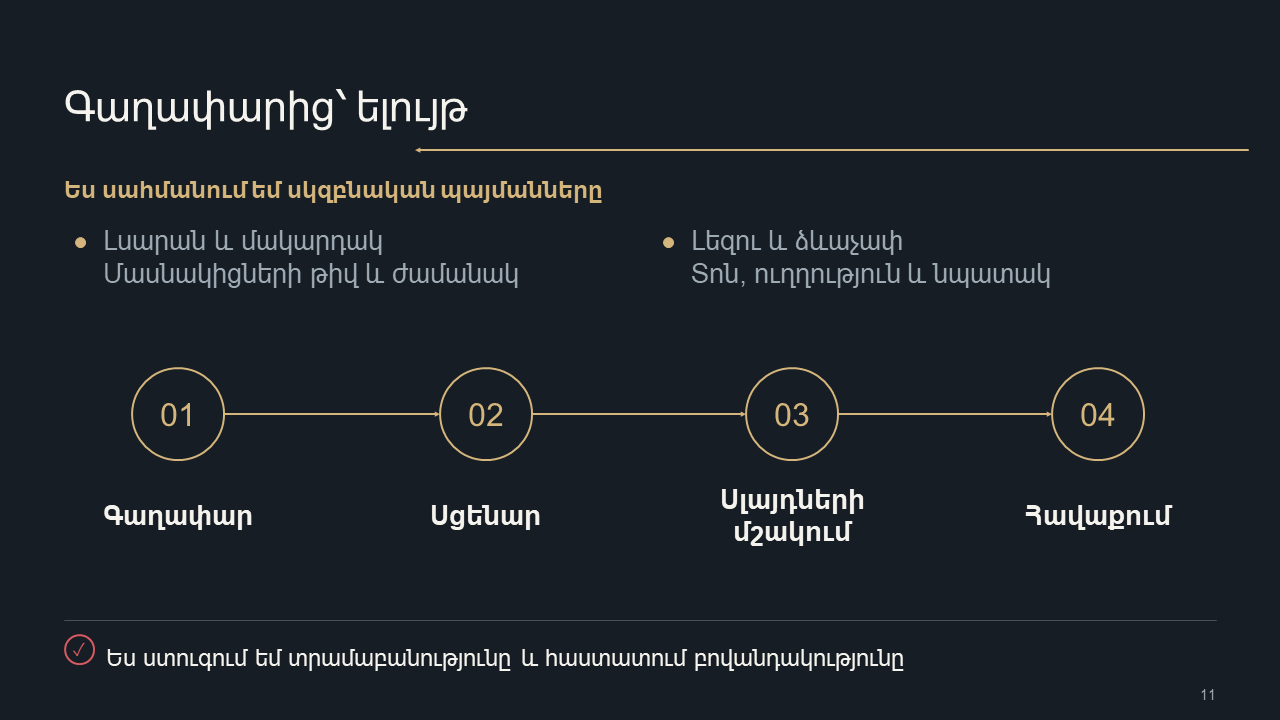 Գաղափարից՝ ելույթ
Ես սահմանում եմ սկզբնական պայմանները
Լսարան և մակարդակ
Մասնակիցների թիվ և ժամանակ
Լեզու և ձևաչափ
Տոն, ուղղություն և նպատակ
01
02
03
04
Գաղափար
Սցենար
Սլայդների
մշակում
Հավաքում
Ես ստուգում եմ տրամաբանությունը և հաստատում բովանդակությունը
11